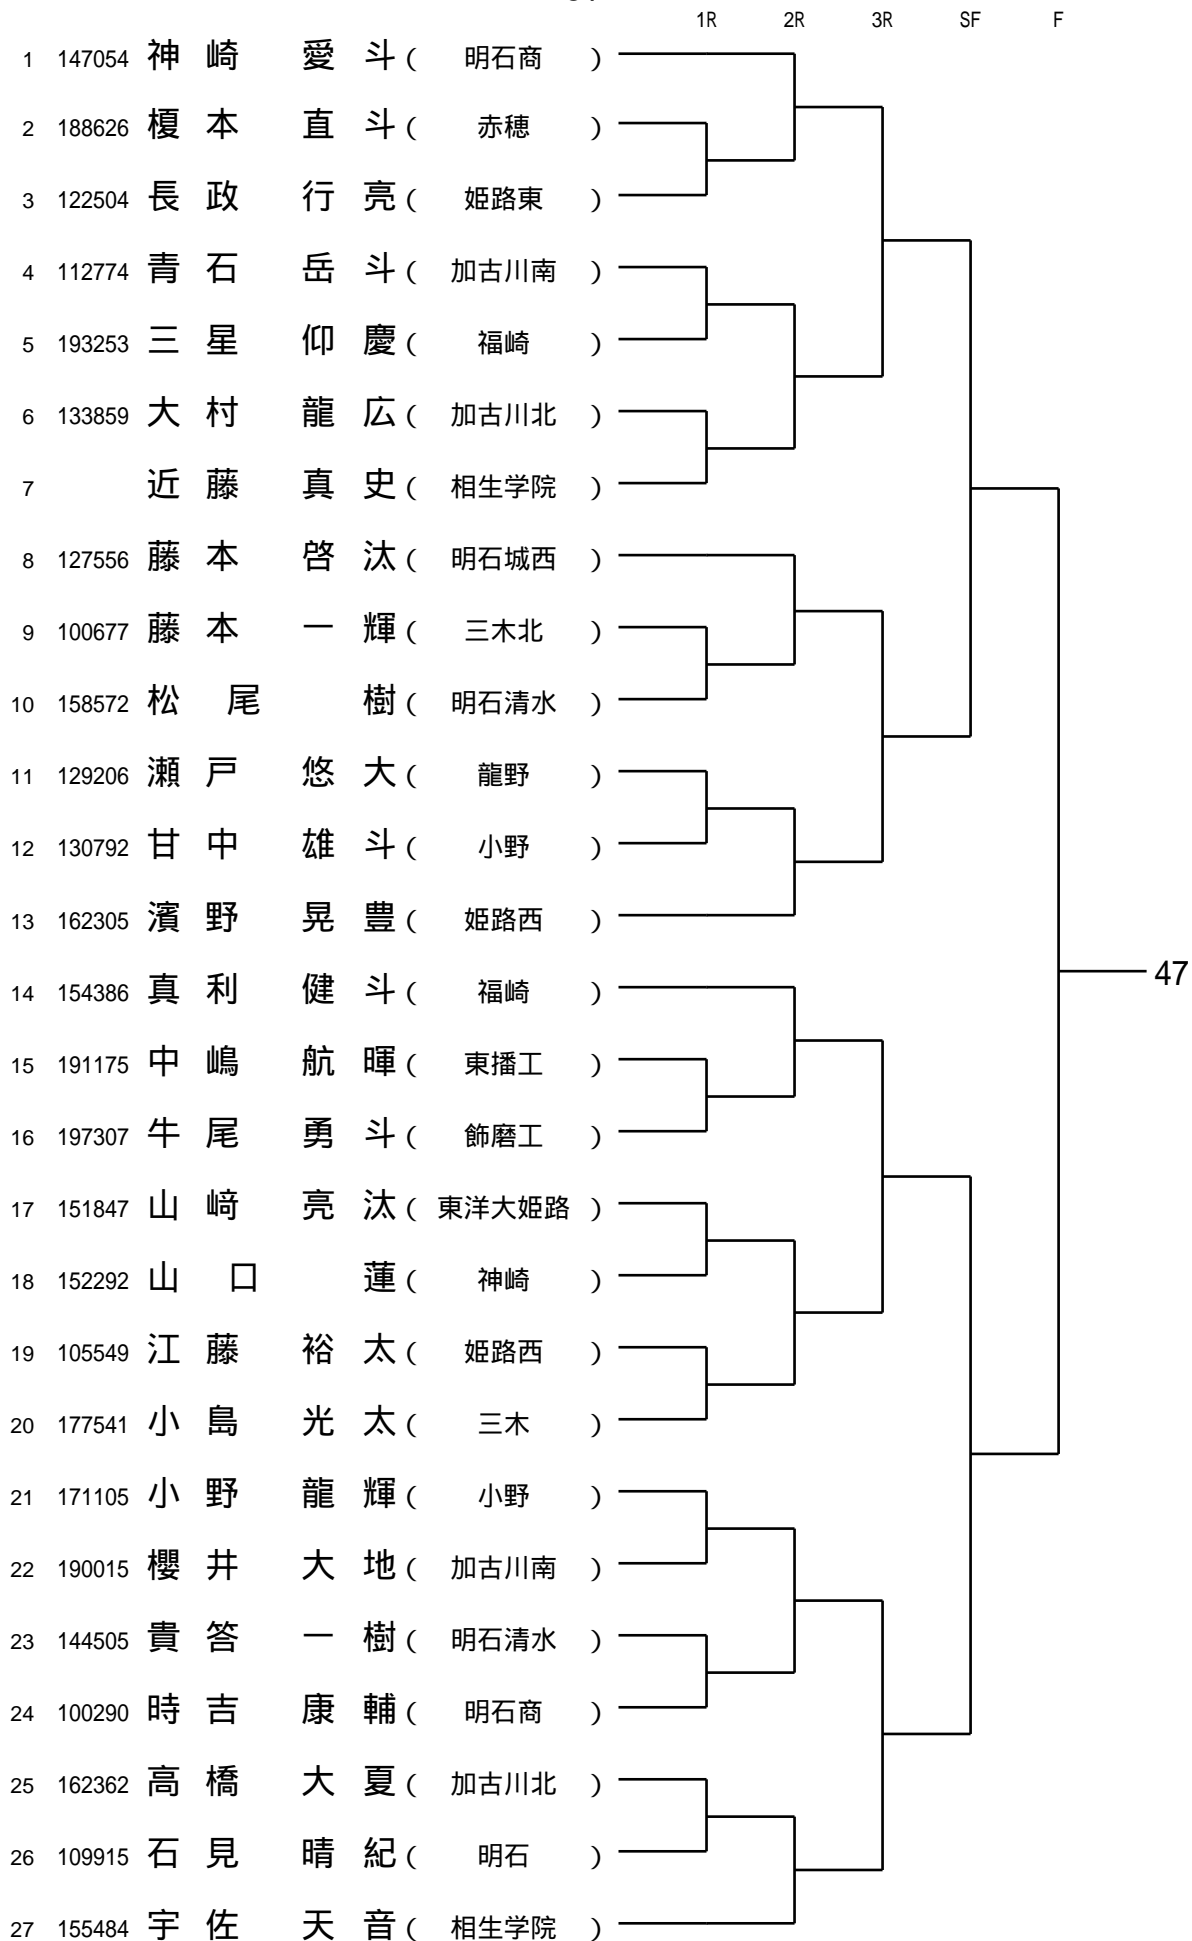 1R 2R 3R SF F
1 147054 神崎 愛斗 ( 明石商 )
2 188626 榎本 直斗 ( 赤穂 )
3 122504 長政 行亮 ( 姫路東 )
4 112774 青石 岳斗 ( 加古川南 )
5 193253 三星 仰慶 ( 福崎 )
6 133859 大村 龍広 ( 加古川北 )
7 近藤 真史 ( 相生学院 )
8 127556 藤本 啓汰 ( 明石城西 )
9 100677 藤本 一輝 ( 三木北 )
10 158572 松尾 樹 ( 明石清水 )
11 129206 瀬戸 悠大 ( 龍野 )
12 130792 甘中 雄斗 ( 小野 )
13 162305 濱野 晃豊 ( 姫路西 )
47
14 154386 真利 健斗 ( 福崎 )
15 191175 中嶋 航暉 ( 東播工 )
16 197307 牛尾 勇斗 ( 飾磨工 )
17 151847 山﨑 亮汰 ( 東洋大姫路 )
18 152292 山口 蓮 ( 神崎 )
19 105549 江藤 裕太 ( 姫路西 )
20 177541 小島 光太 ( 三木 )
21 171105 小野 龍輝 ( 小野 )
22 190015 櫻井 大地 ( 加古川南 )
23 144505 貴答 一樹 ( 明石清水 )
24 100290 時吉 康輔 ( 明石商 )
25 162362 高橋 大夏 ( 加古川北 )
26 109915 石見 晴紀 ( 明石 )
27 155484 宇佐 天音 ( 相生学院 )